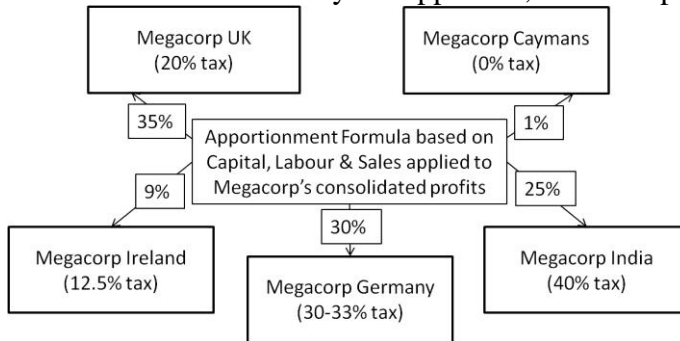 Megacorp UK
(20% tax)
Megacorp Caymans
(0% tax)
35%
1%
Apportionment Formula based on
Capital, Labour & Sales applied to
Megacorp's consolidated profits
9%
25%
30%
Megacorp Ireland
(12.5% tax)
Megacorp Germany
(30-33% tax)
Megacorp India
(40% tax)